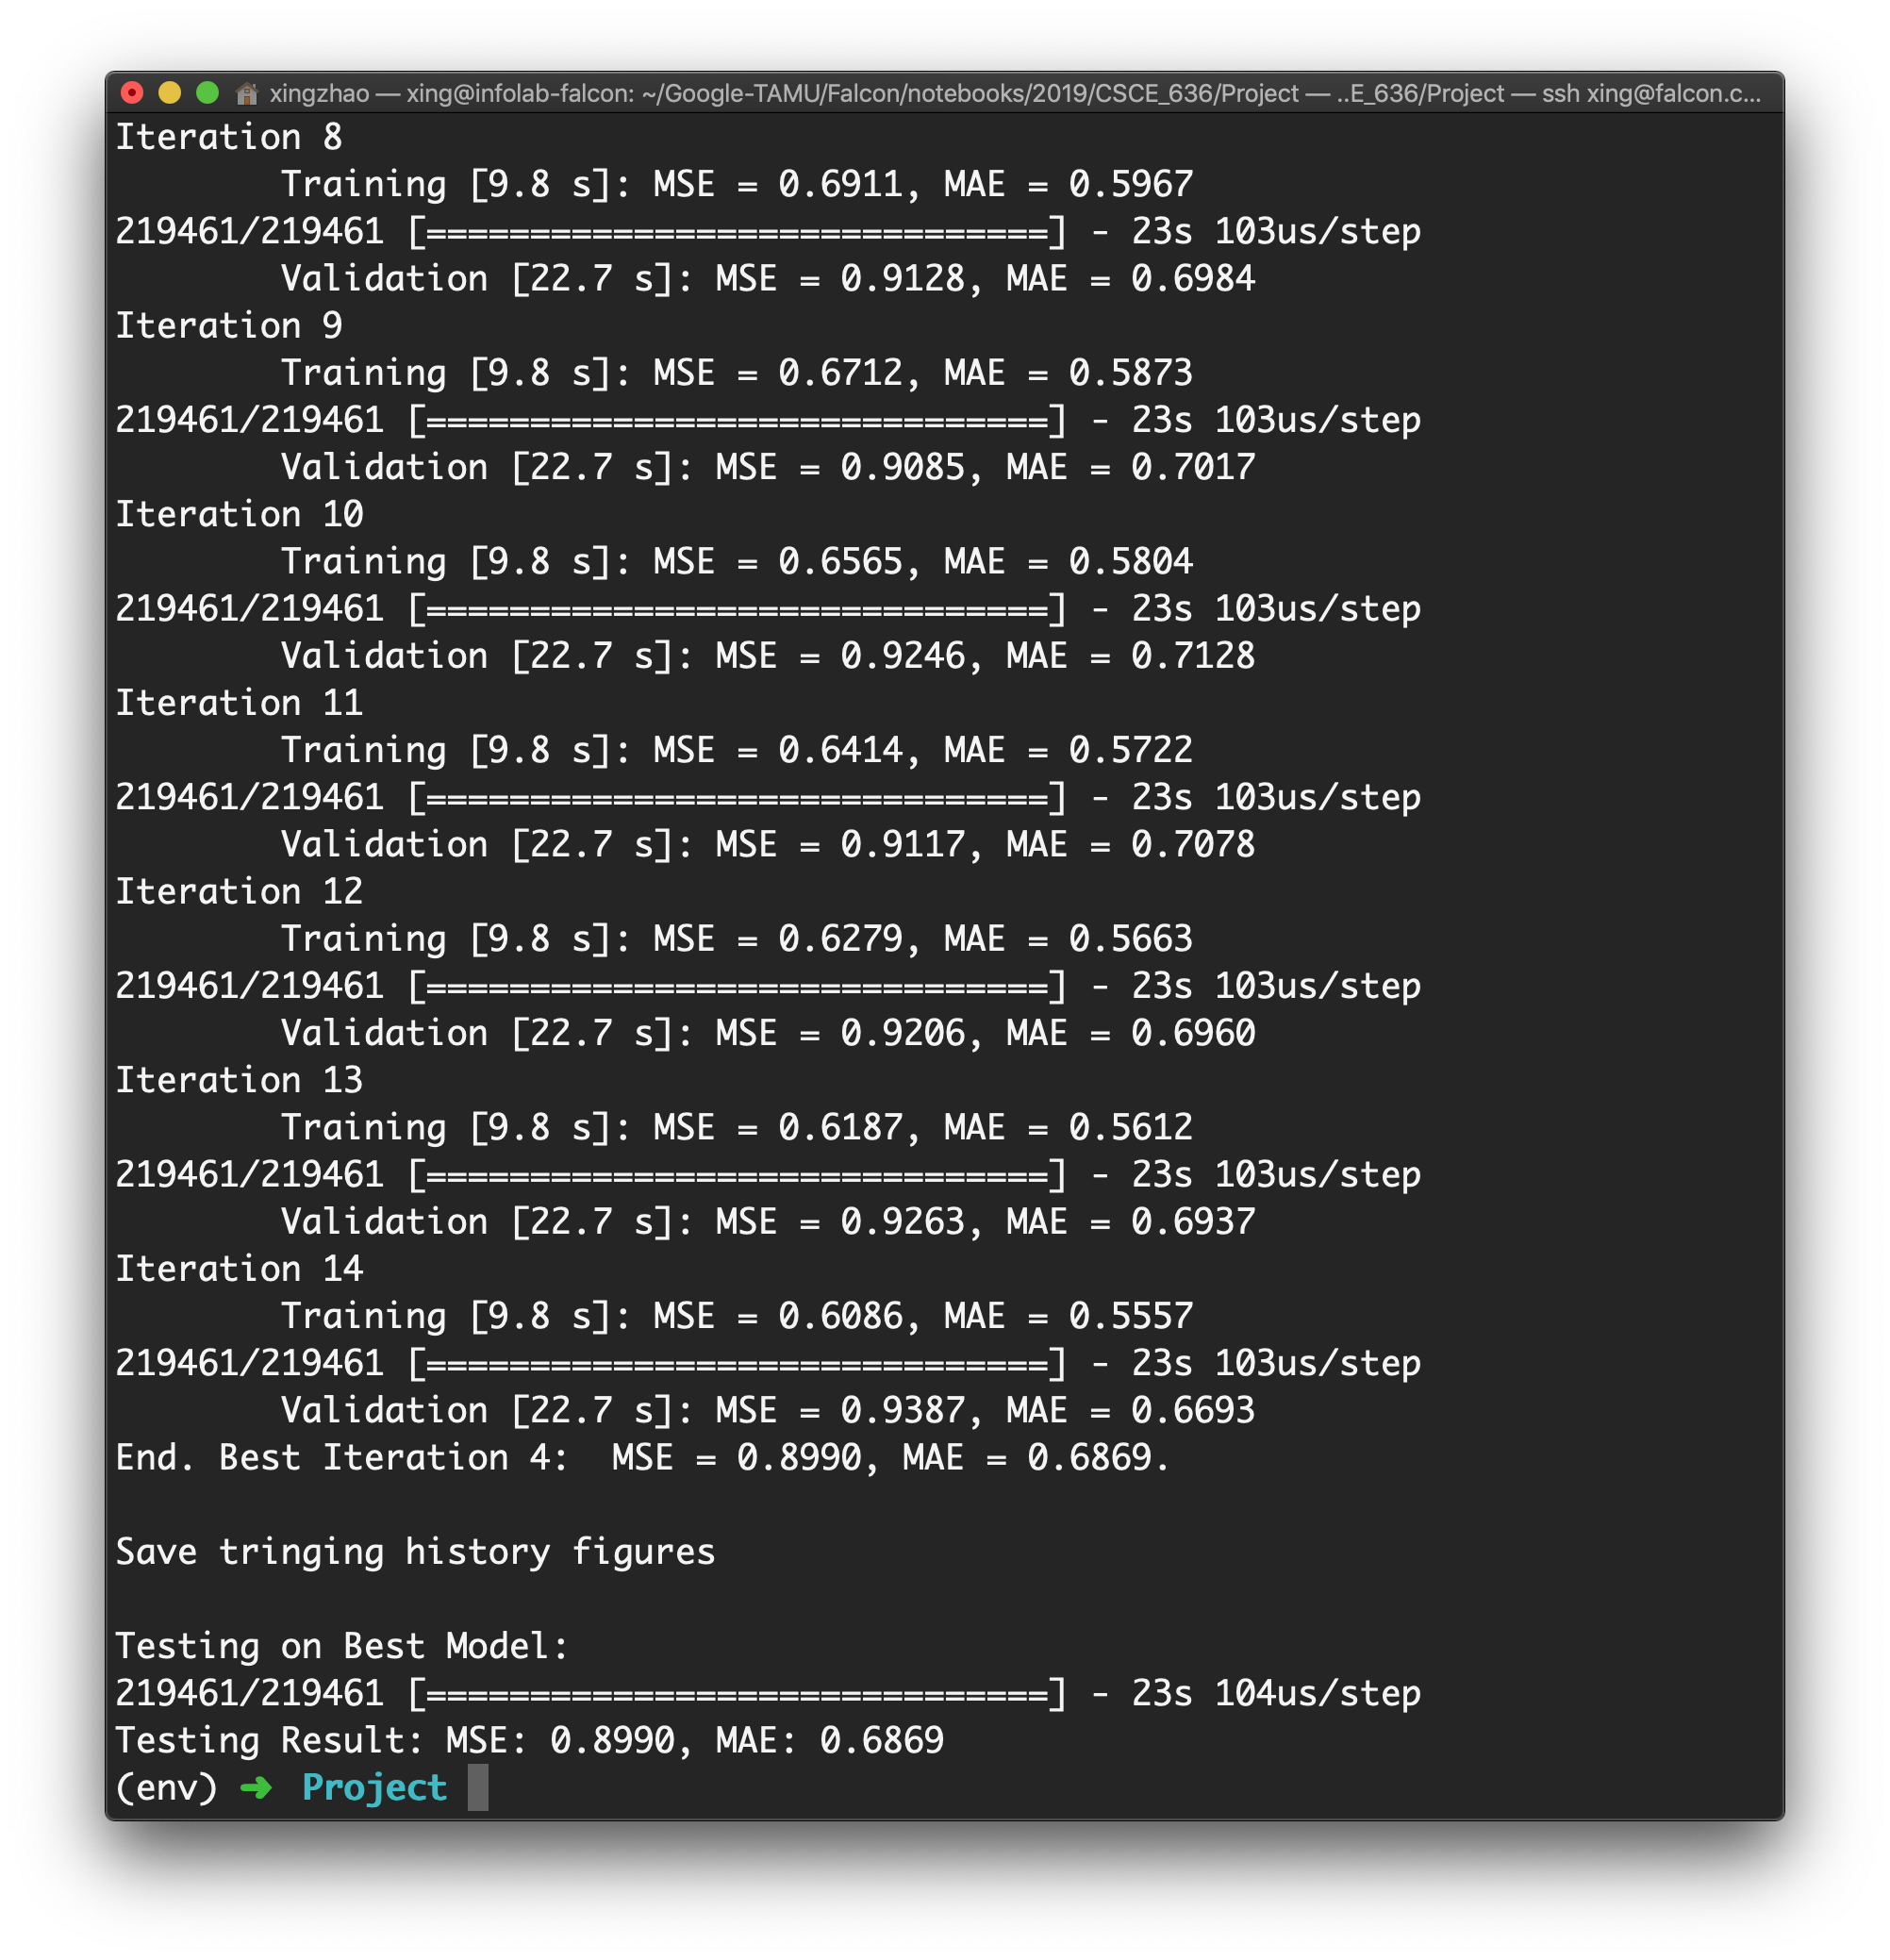 xingzhao — xing@infolab-falcon: ~/Google-TAMU/Falcon/notebooks/2019/CSCE_636/Project — ..E_636/Project — ssh xing@falcon.c...
Iteration 8
Training [9.8 s]: MSE = 0.6911, MAE = 0.5967
219461/219461 [==============================] - 23s 103us/step
Validation [22.7 s]: MSE = 0.9128, MAE = 0.6984
Iteration 9
Training [9.8 s]: MSE = 0.6712, MAE = 0.5873
219461/219461 [==============================] - 23s 103us/step
Validation [22.7 s]: MSE = 0.9085, MAE = 0.7017
Iteration 10
Training [9.8 s]: MSE = 0.6565, MAE = 0.5804
219461/219461 [==============================] - 23s 103us/step
Validation [22.7 s]: MSE = 0.9246, MAE = 0.7128
Iteration 11
Training [9.8 s]: MSE = 0.6414, MAE = 0.5722
219461/219461 [==============================] - 23s 103us/step
Validation [22.7 s]: MSE = 0.9117, MAE = 0.7078
Iteration 12
Training [9.8 s]: MSE = 0.6279, MAE = 0.5663
219461/219461 [==============================] - 23s 103us/step
Validation [22.7 s]: MSE = 0.9206, MAE = 0.6960
Iteration 13
Training [9.8 s]: MSE = 0.6187, MAE = 0.5612
219461/219461 [==============================] - 23s 103us/step
Validation [22.7 s]: MSE = 0.9263, MAE = 0.6937
Iteration 14
Training [9.8 s]: MSE = 0.6086, MAE = 0.5557
219461/219461 [==============================] - 23s 103us/step
Validation [22.7 s]: MSE = 0.9387, MAE = 0.6693
End. Best Iteration 4:  MSE = 0.8990, MAE = 0.6869.
Save tringing history figures
Testing on Best Model:
219461/219461 [==============================] - 23s 104us/step
Testing Result: MSE: 0.8990, MAE: 0.6869
(env) ➜ Project